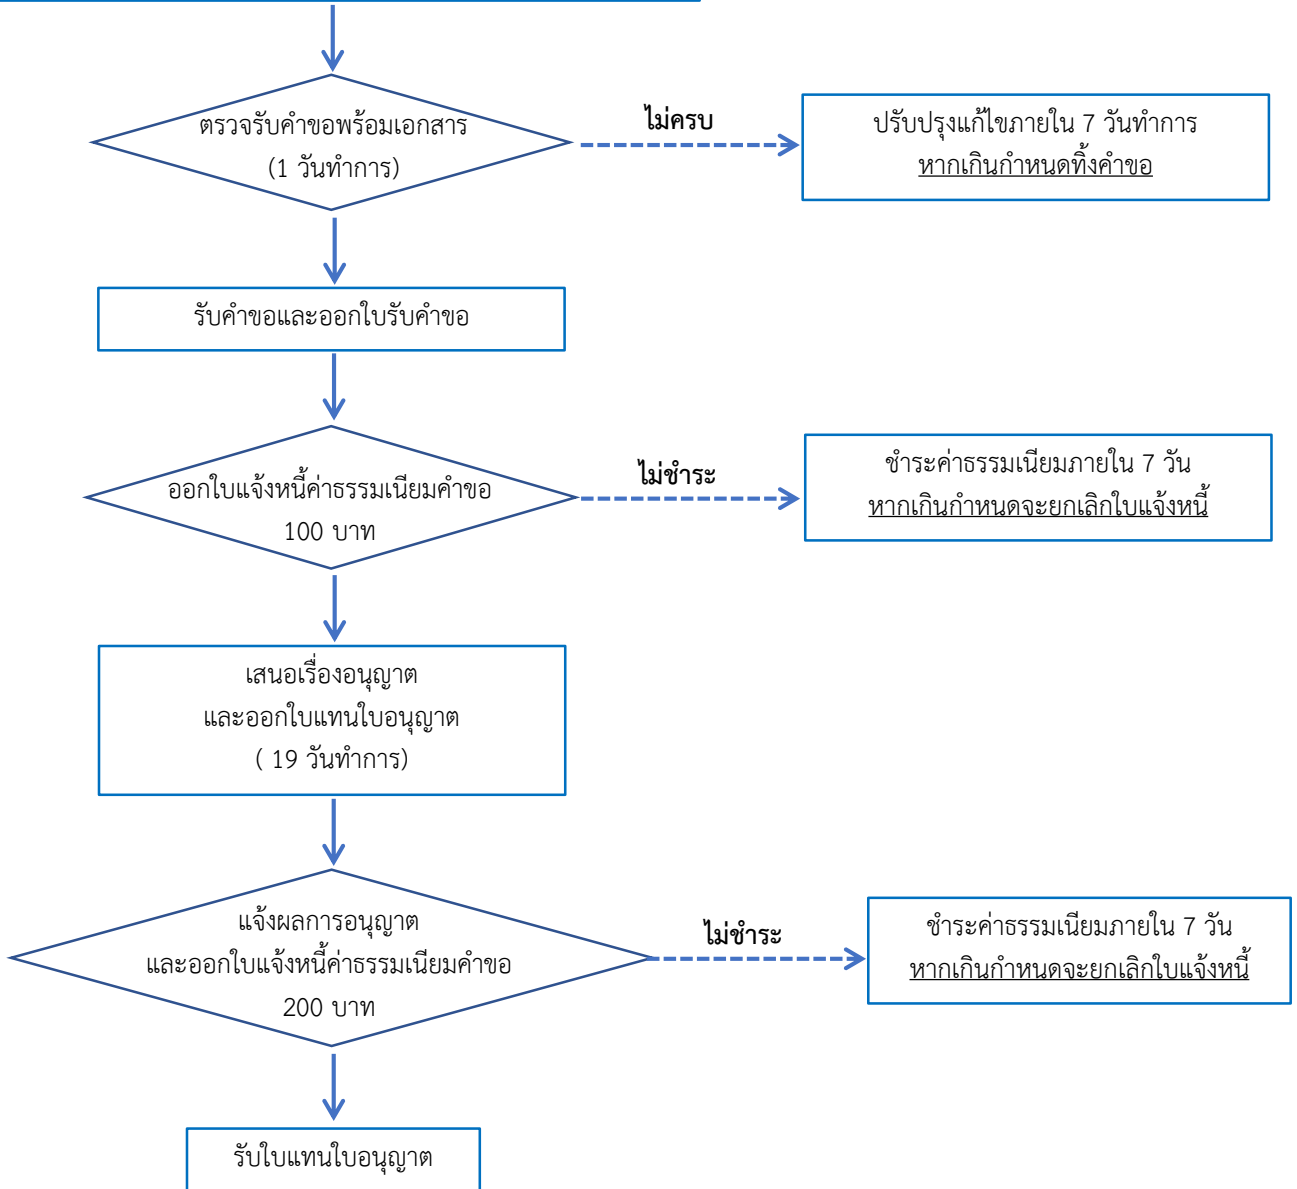 ตรวจรับคำขอพร้อมเอกสาร
(1 วันทำการ)
ไม่ครบ
ปรับปรุงแก้ไขภายใน 7 วันทำการ
หากเกินกำหนดทิ้งคำขอ
รับคำขอและออกใบรับคำขอ
ออกใบแจ้งหนี้ค่าธรรมเนียมคำขอ
100 บาท
ไม่ชำระ
ชำระค่าธรรมเนียมภายใน 7 วัน
หากเกินกำหนดจะยกเลิกใบแจ้งหนี้
เสนอเรื่องอนุญาต
และออกใบแทนใบอนุญาต
( 19 วันทำการ)
แจ้งผลการอนุญาต
และออกใบแจ้งหนี้ค่าธรรมเนียมคำขอ
200 บาท
ไม่ชำระ
ชำระค่าธรรมเนียมภายใน 7 วัน
หากเกินกำหนดจะยกเลิกใบแจ้งหนี้
รับใบแทนใบอนุญาต